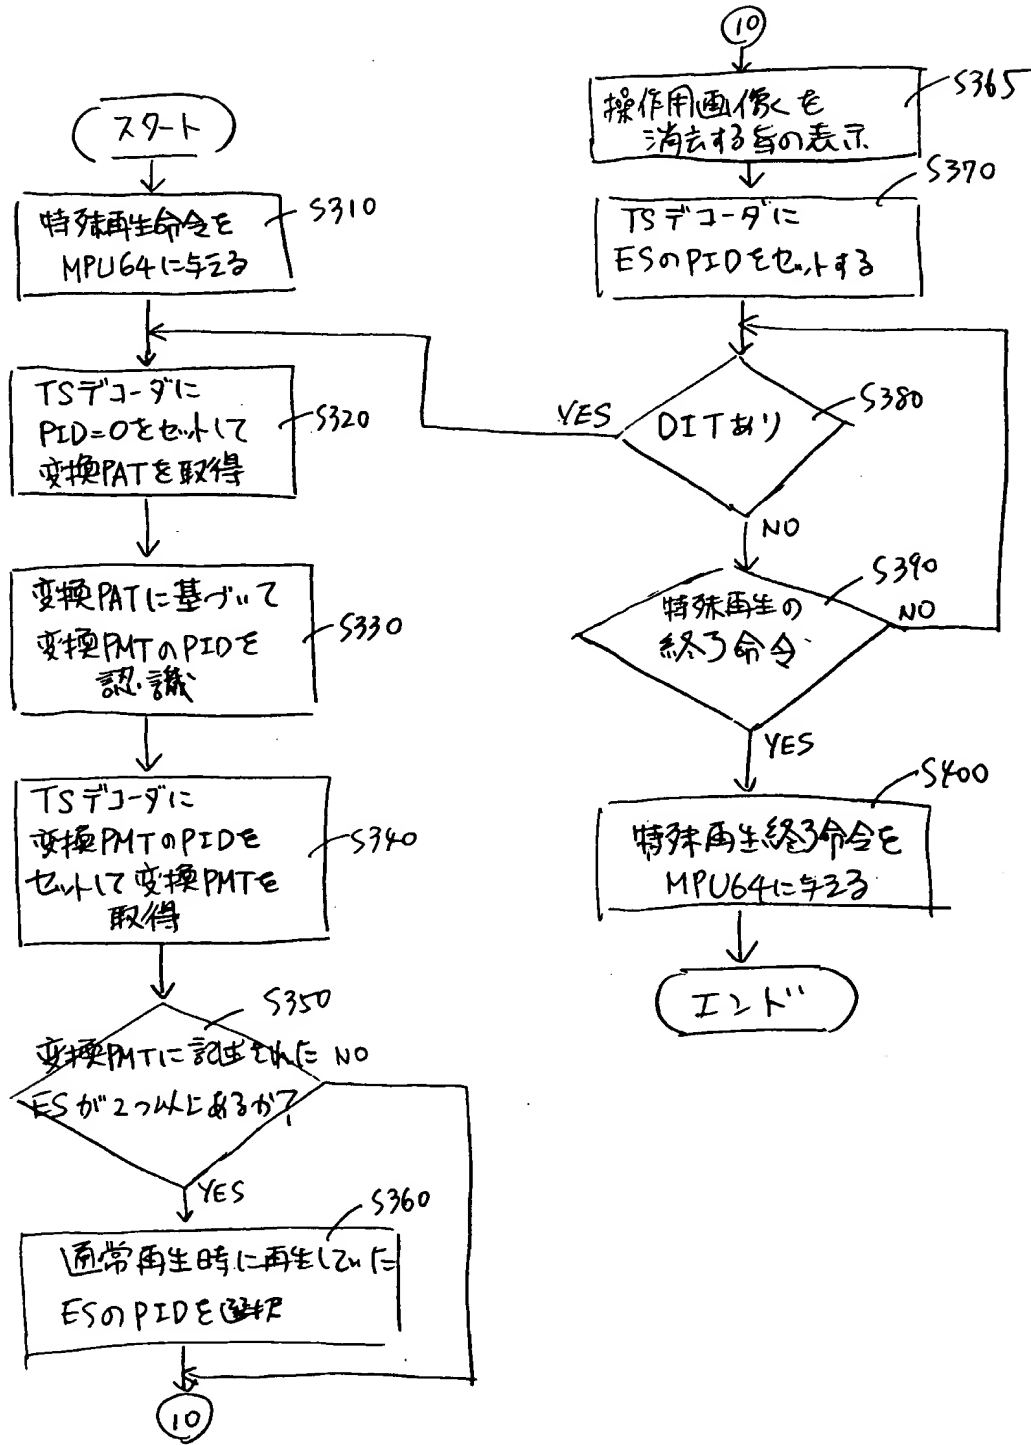 スタート
特殊再生命令を
MPU64に与える
S310
TSデコーダに
PID=0をセットして
変換PATを取得
S320
変換PATに基づいて
変換PMTのPIDを
認識
S330
TSデコーダに
変換PMTのPIDを
セットして変換PMTを
取得
S340
S350
変換PMTに記述された
ESが2つ以上あるか?
NO
YES
S360
通常再生時に再生していた
ESのPIDを選択
10
10
S365
操作用画像を
消去する旨の表示
S370
TSデコーダに
ESのPIDをセットする
S380
DITあり
YES
NO
S390
特殊再生の
終了命令
NO
YES
S400
特殊再生終了命令を
MPU64に与える
エンド